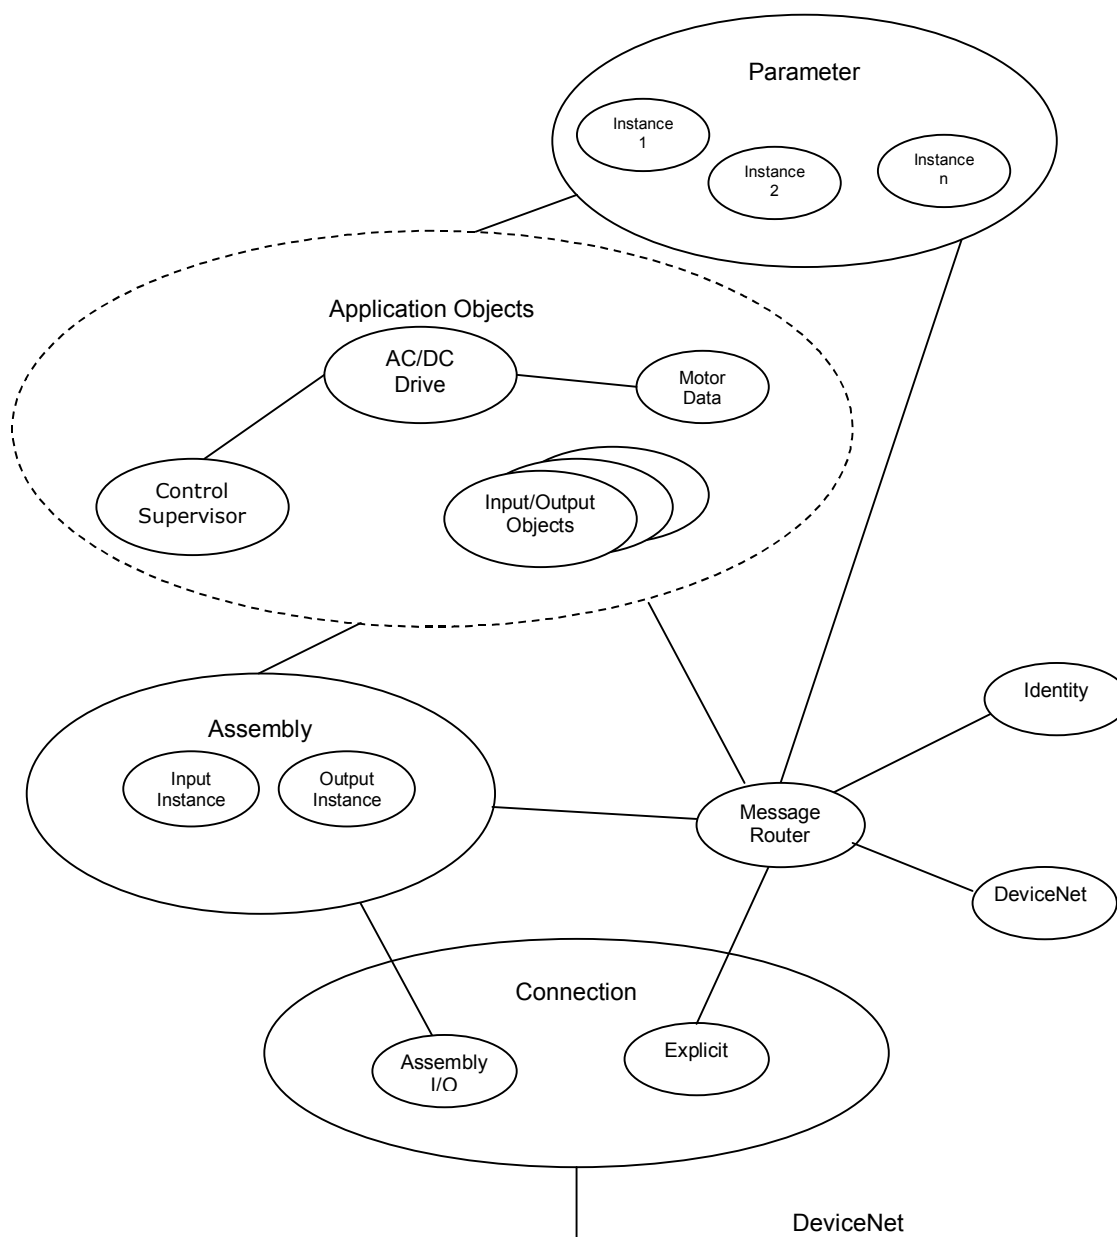 Parameter
Instance
1
Instance
2
Instance
n
Application Objects
AC/DC
Drive
Motor
Data
Control
Supervisor
Input/Output
Objects
Identity
Assembly
Input
Instance
Output
Instance
Message
Router
DeviceNet
Connection
Assembly
I/O
Explicit
DeviceNet